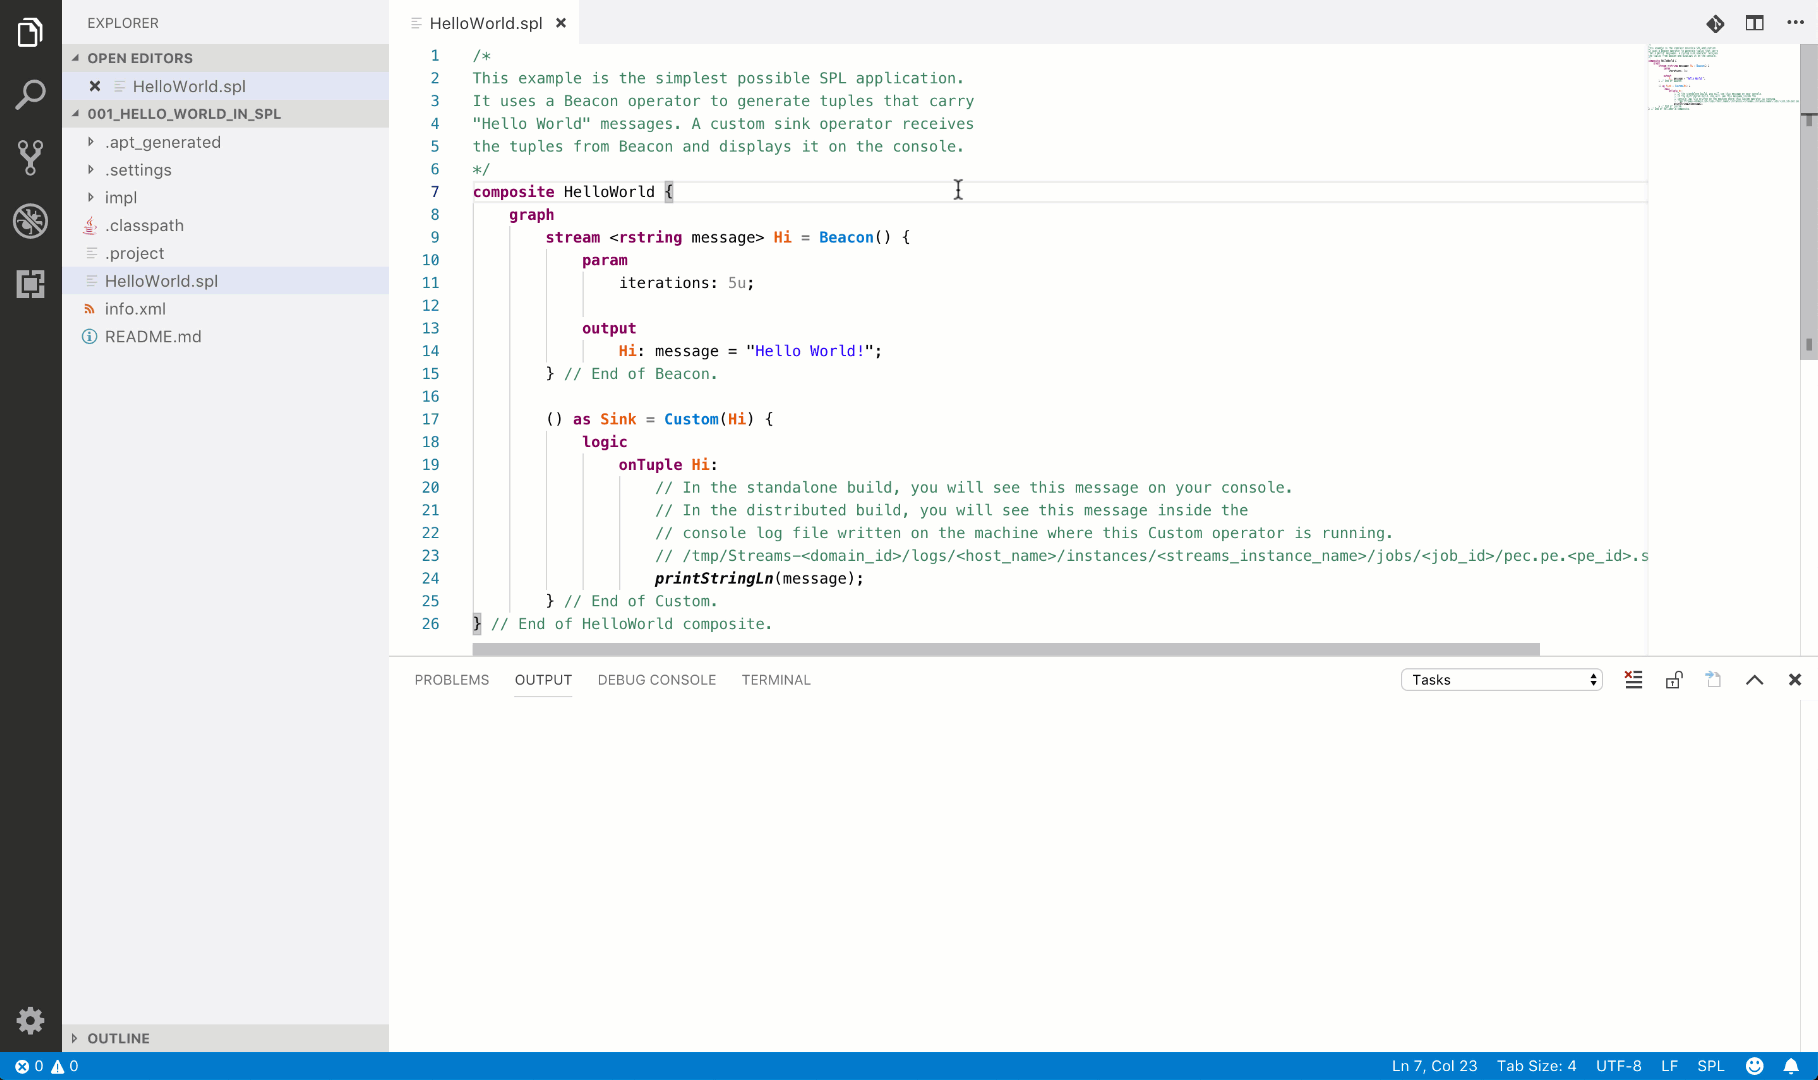 EXPLORER
OPEN EDITORS
HelloWorld.spl
001_HELLO_WORLD_IN_SPL
.apt_generated
.settings
impl
.classpath
.project
HelloWorld.spl
info.xml
README.md
OUTLINE
HelloWorld.spl
1 /*
2 This example is the simplest possible SPL application.
3 It uses a Beacon operator to generate tuples that carry
4 "Hello World" messages. A custom sink operator receives
5 the tuples from Beacon and displays it on the console.
6 */
7 composite HelloWorld {
8 graph
9 stream <rstring message> Hi = Beacon() {
10 param
11 iterations: 5u;
12
13 output
14 Hi: message = "Hello World!";
15 } // End of Beacon.
16
17 () as Sink = Custom(Hi) {
18 logic
19 onTuple Hi:
20 // In the standalone build, you will see this message on your console.
21 // In the distributed build, you will see this message inside the
22 // console log file written on the machine where this Custom operator is running.
23 // /tmp/Streams-<domain_id>/logs/<host_name>/instances/<streams_instance_name>/jobs/<job_id>/pec.pe.<pe_id>.s
24 printStringLn(message);
25 } // End of Custom.
26 } // End of HelloWorld composite.
PROBLEMS OUTPUT DEBUG CONSOLE TERMINAL Tasks
0 0 Ln 7, Col 23 Tab Size: 4 UTF-8 LF SPL